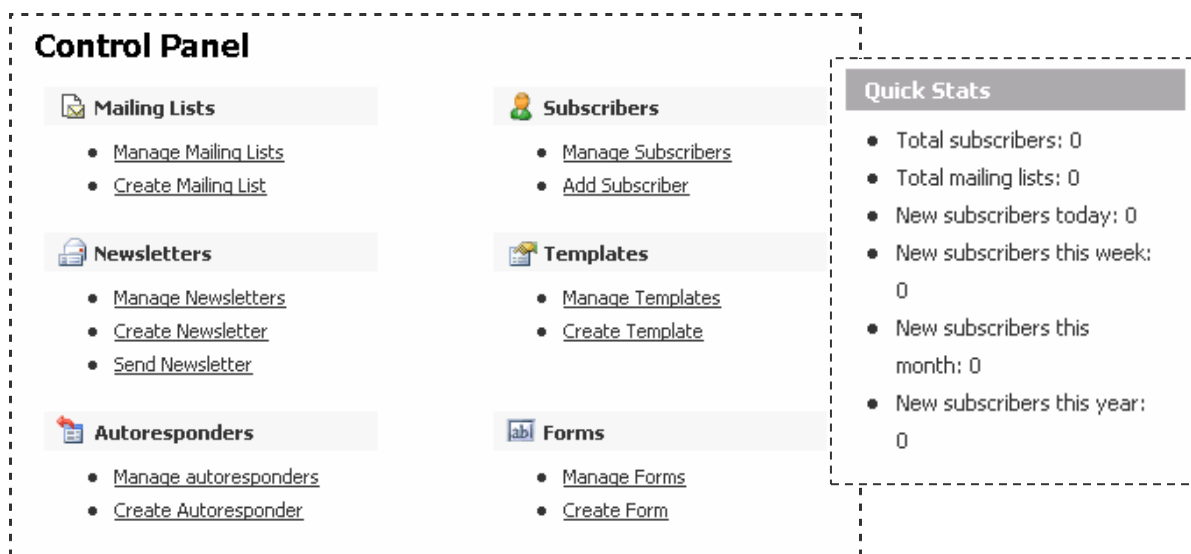 Control Panel
Mailing Lists
Manage Mailing Lists
Create Mailing List
Subscribers
Manage Subscribers
Add Subscriber
Newsletters
Manage Newsletters
Create Newsletter
Send Newsletter
Templates
Manage Templates
Create Template
Autoresponders
Manage autoresponders
Create Autoresponder
abl Forms
Manage Forms
Create Form
Quick Stats
Total subscribers: 0
Total mailing lists: 0
New subscribers today: 0
New subscribers this week:
0
New subscribers this
month: 0
New subscribers this year:
0